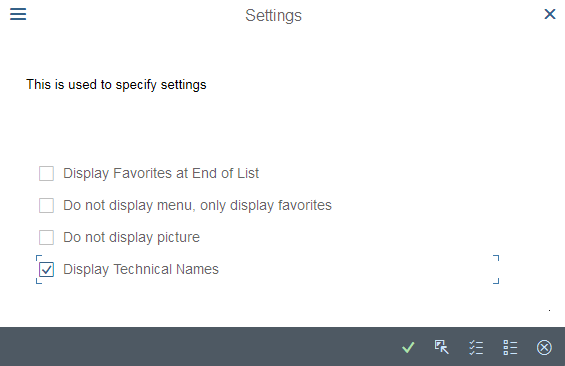 Settings
This is used to specify settings
Display Favorites at End of List
Do not display menu, only display favorites
Do not display picture
Display Technical Names